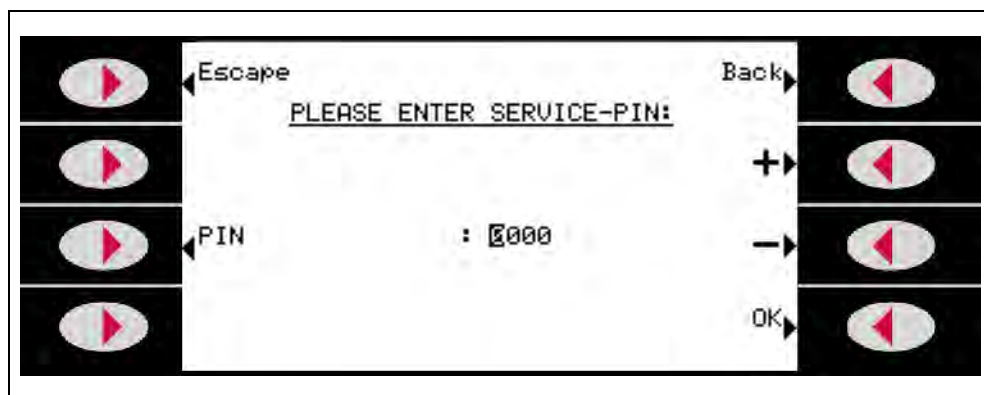 Escape Back
PLEASE ENTER SERVICE-PIN:
+
PIN : 0000 −
OK